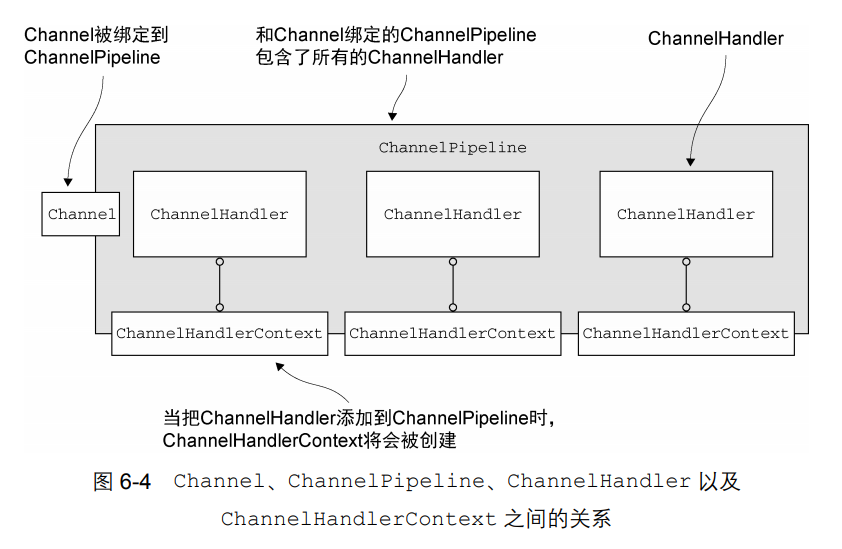 Channel被绑定到
ChannelPipeline
和Channel绑定的ChannelPipeline
包含了所有的ChannelHandler
ChannelHandler
ChannelPipeline
Channel
ChannelHandler
ChannelHandler
ChannelHandler
ChannelHandlerContext
ChannelHandlerContext
ChannelHandlerContext
当把ChannelHandler添加到ChannelPipeline时，
ChannelHandlerContext将会被创建
图 6-4 Channel、ChannelPipeline、ChannelHandler 以及
ChannelHandlerContext 之间的关系